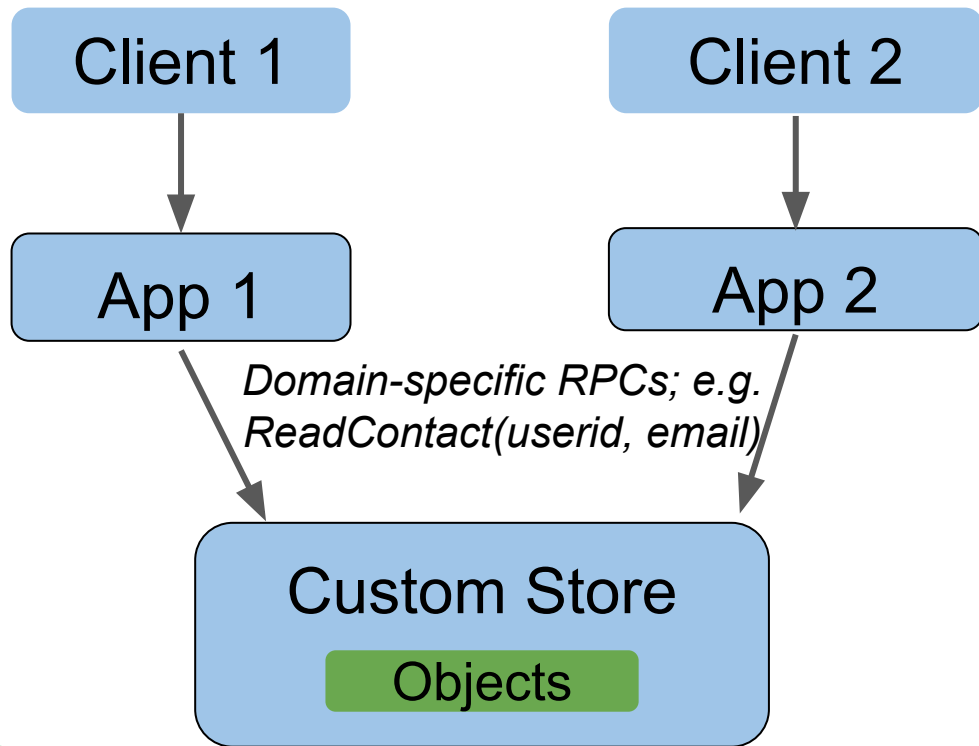 Client 1
Client 2
App 1
App 2
Domain-specific RPCs; e.g.
ReadContact(userid, email)
Custom Store
Objects